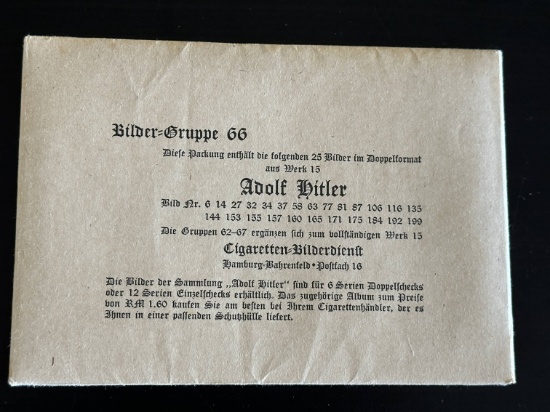 Bilder-Gruppe 66
Diese Packung enthält die folgenden 25 Bilder im Doppelformat
aus Werk 15
Adolf Hitler
Bild Nr. 6 14 27 32 34 37 58 63 77 81 87 106 116 135
144 153 155 157 160 165 171 175 184 192 199
Die Gruppen 62–67 ergänzen sich zum vollständigen Werk 15
Cigaretten-Bilderdienst
Hamburg-Bahrenfeld • Postfach 16
Die Bilder der Sammlung „Adolf Hitler“ sind für 6 Serien Doppelschecks
oder 12 Serien Einzelschecks erhältlich. Das zugehörige Album zum Preise
von RM 1.60 kaufen Sie am besten bei Ihrem Cigarettenhändler, der es
Ihnen in einer passenden Schutzhülle liefert.